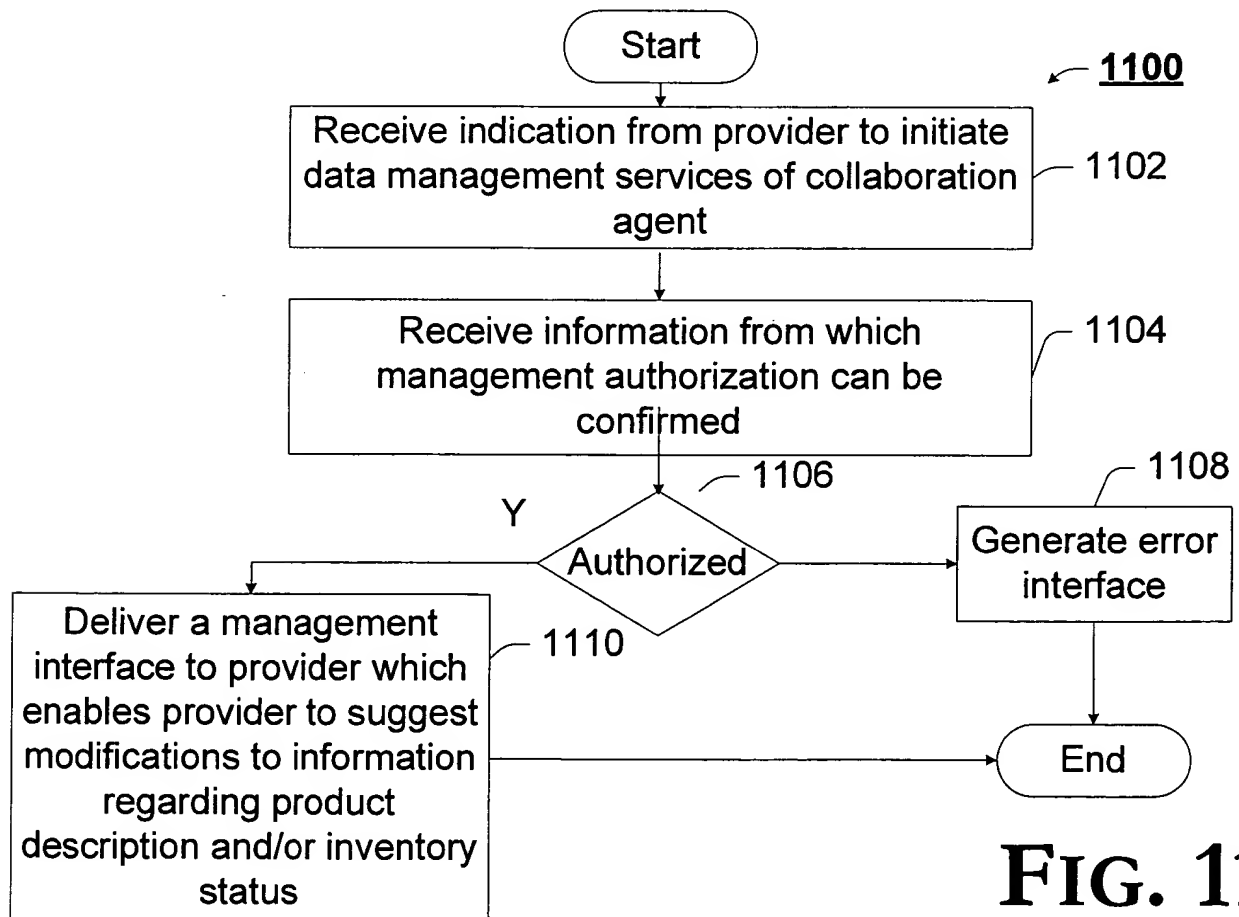 Start
1100
Receive indication from provider to initiate
data management services of collaboration
agent
1102
Receive information from which
management authorization can be
confirmed
1104
1106
1108
Y
Authorized
Generate error
interface
Deliver a management
interface to provider which
enables provider to suggest
modifications to information
regarding product
description and/or inventory
status
1110
End
FIG. 11